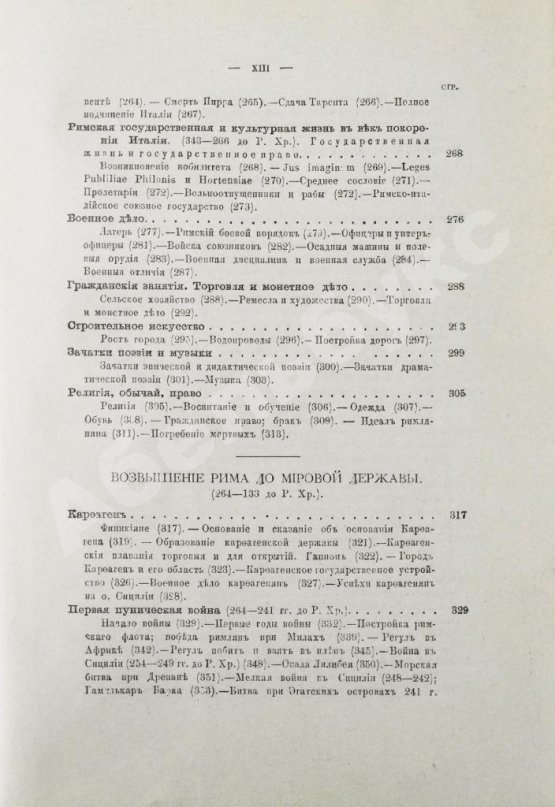 — XIII —
СТР.
вентѣ (264). — Смерть Пирра (265).—Сдача Тарента (266).—Полное
подчиненіе Италіи (267).
Римская государственная и культурная жизнь въ вѣкъ покоре-
нія Италіи. (343—266 до Р. Хр.). Государственная
жизнь и государственное право. 268
Возникновеніе нобилитета (268). — Jus imaginum (269).—Leges
Publiliae Philonis и Hortensiae (270).—Среднее сословіе (271).—
Пролетаріи (272).—Вольноотпущенники и рабы (272).—Римско-ита-
лійское союзное государство (273).
Военное дѣло. 276
Лагерь (277).—Римскій боевой порядокъ (279).—Офицеры и унтеръ-
офицеры (281).—Войска союзниковъ (282).—Осадныя машины и поле-
выя орудія (283).—Военная дисциплина и военная служба (284).—
Военныя отличія (287).
Гражданскія занятія. Торговля и монетное дѣло 288
Сельское хозяйство (288).—Ремесла и художества (290).—Торговля
и монетное дѣло (292).
Строительное искусство 293
Ростъ города (295).—Водопроводы (296).—Постройка дорогъ (297).
Зачатки поэзіи и музыки 299
Зачатки эпической и дидактической поэзіи (300).—Зачатки драма-
тической поэзіи (301).—Музыка (303).
Религія, обычай, право 305
Религія (305).—Воспитаніе и обученіе (306).—Одежда (307).—
Обувь (308). — Гражданское право; бракъ (309). — Идеалъ римля-
нина (311).—Погребеніе мертвыхъ (313).
ВОЗВЫШЕНІЕ РИМА ДО МІРОВОЙ ДЕРЖАВЫ.
(264—133 до Р. Хр.).
Карѳагенъ 317
Финикіяне (317). — Основаніе и сказаніе объ основаніи Карѳа-
гена (319). — Образованіе карѳагенской державы (321).—Карѳаген-
скія плаванія торговыя и для открытій. Ганнонъ (322). — Городъ
Карѳагенъ и его область (323).—Карѳагенское государственное устрой-
ство (326).—Военное дѣло карѳагенянъ (327).—Успѣхи карѳагенянъ
на о. Сициліи (328).
Первая пуническая война (264—241 гг. до Р. Хр.). 329
Начало войны (329).—Первые годы войны (332).—Постройка рим-
скаго флота; побѣда римлянъ при Милахъ (339). — Регулъ въ
Африкѣ (342).—Регулъ побитъ и взятъ въ плѣнъ (345).—Война въ
Сициліи (254—249 гг. до Р. Хр.) (348).—Осада Лилибея (350).—Морская
битва при Дрепанѣ (351).—Мелкая война въ Сициліи (248—242);
Гамилькаръ Барка (353).—Битва при Эгатскихъ островахъ 241 г.